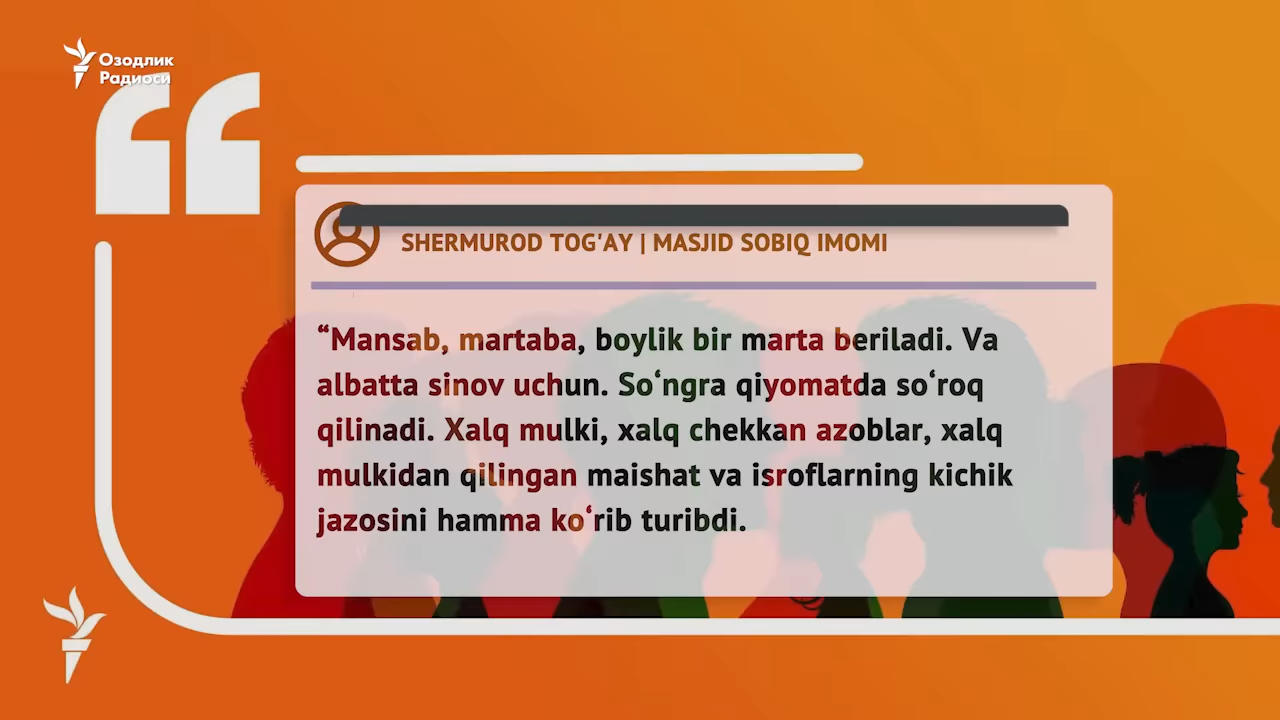 Озодлик
Радиоси
SHERMUROD TOG'AY | MASJID SOBIQ IMOMI
“Mansab, martaba, boylik bir marta beriladi. Va
albatta sinov uchun. So‘ngra qiyomatda so‘roq
qilinadi. Xalq mulki, xalq chekkan azoblar, xalq
mulkidan qilingan maishat va isroflarning kichik
jazosini hamma ko‘rib turibdi.